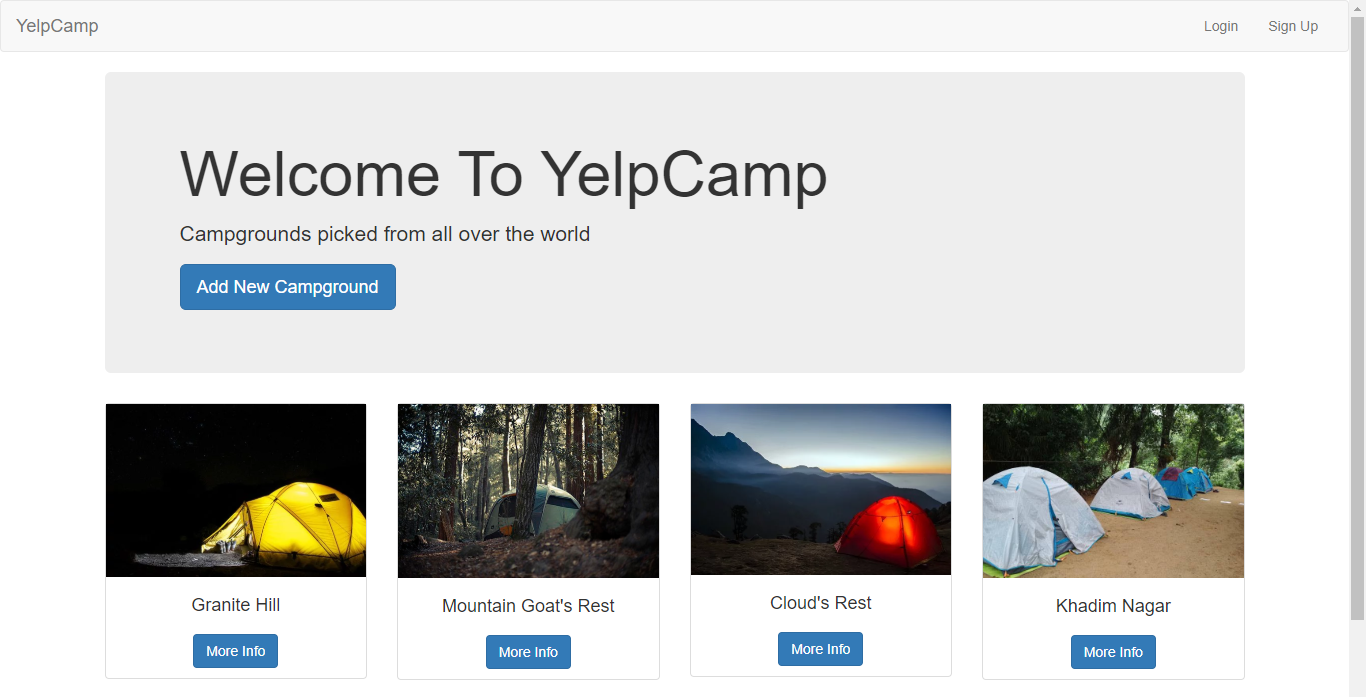 YelpCamp
Login
Sign Up
Welcome To YelpCamp
Campgrounds picked from all over the world
Add New Campground
Granite Hill
Mountain Goat's Rest
Cloud's Rest
Khadim Nagar
More Info
More Info
More Info
More Info